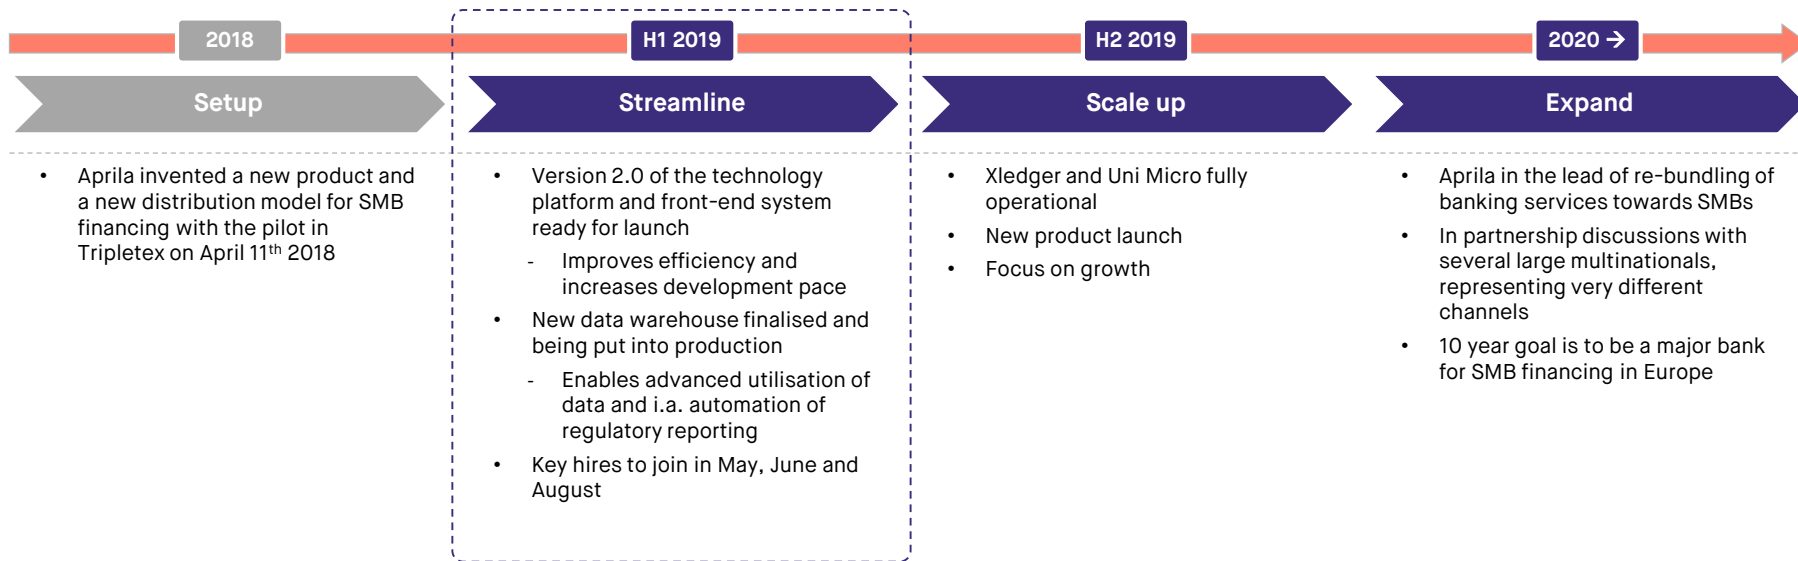 2018
H1 2019
H2 2019
2020 →
Setup
Streamline
Scale up
Expand
• Aprila invented a new product and
a new distribution model for SMB
financing with the pilot in
Tripletex on April 11th 2018
• Version 2.0 of the technology
platform and front-end system
ready for launch
- Improves efficiency and
increases development pace
• New data warehouse finalised and
being put into production
- Enables advanced utilisation of
data and i.a. automation of
regulatory reporting
• Key hires to join in May, June and
August
• Xledger and Uni Micro fully
operational
• New product launch
• Focus on growth
• Aprila in the lead of re-bundling of
banking services towards SMBs
• In partnership discussions with
several large multinationals,
representing very different
channels
• 10 year goal is to be a major bank
for SMB financing in Europe